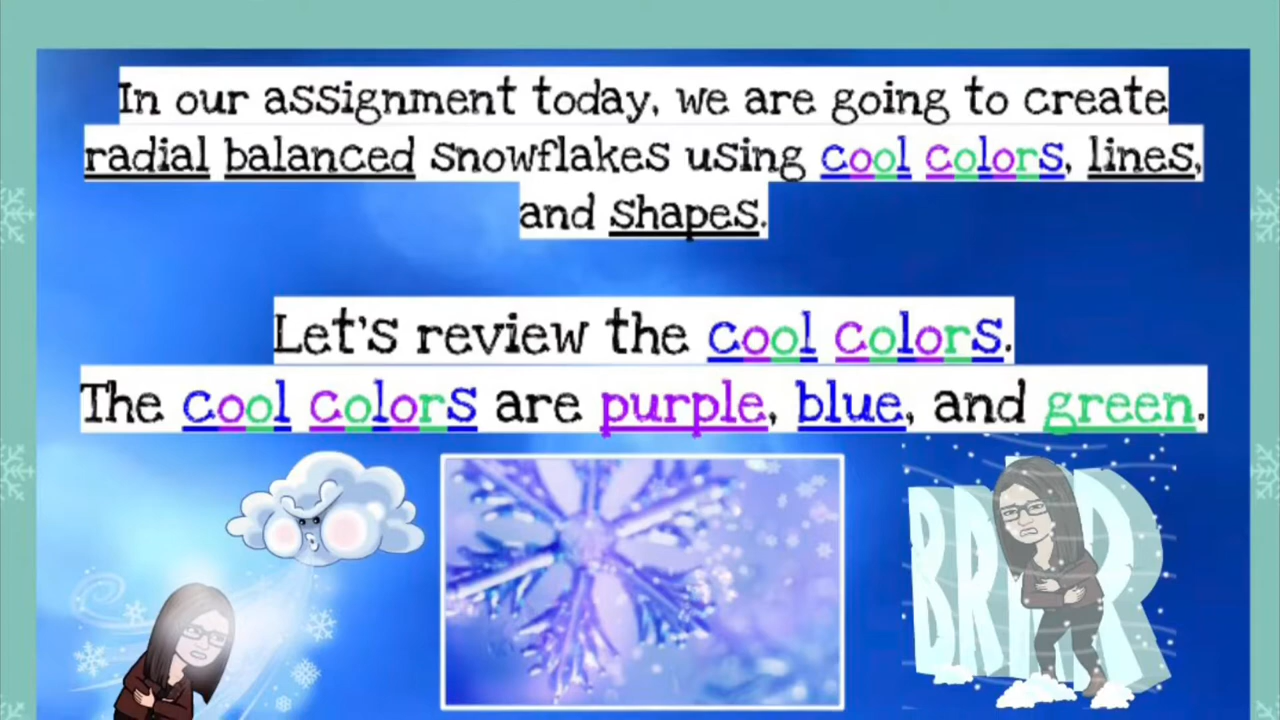 In our assignment today, we are going to create
radial balanced snowflakes using cool colors, lines,
and shapes.
Let's review the cool colors.
The cool colors are purple, blue, and green.